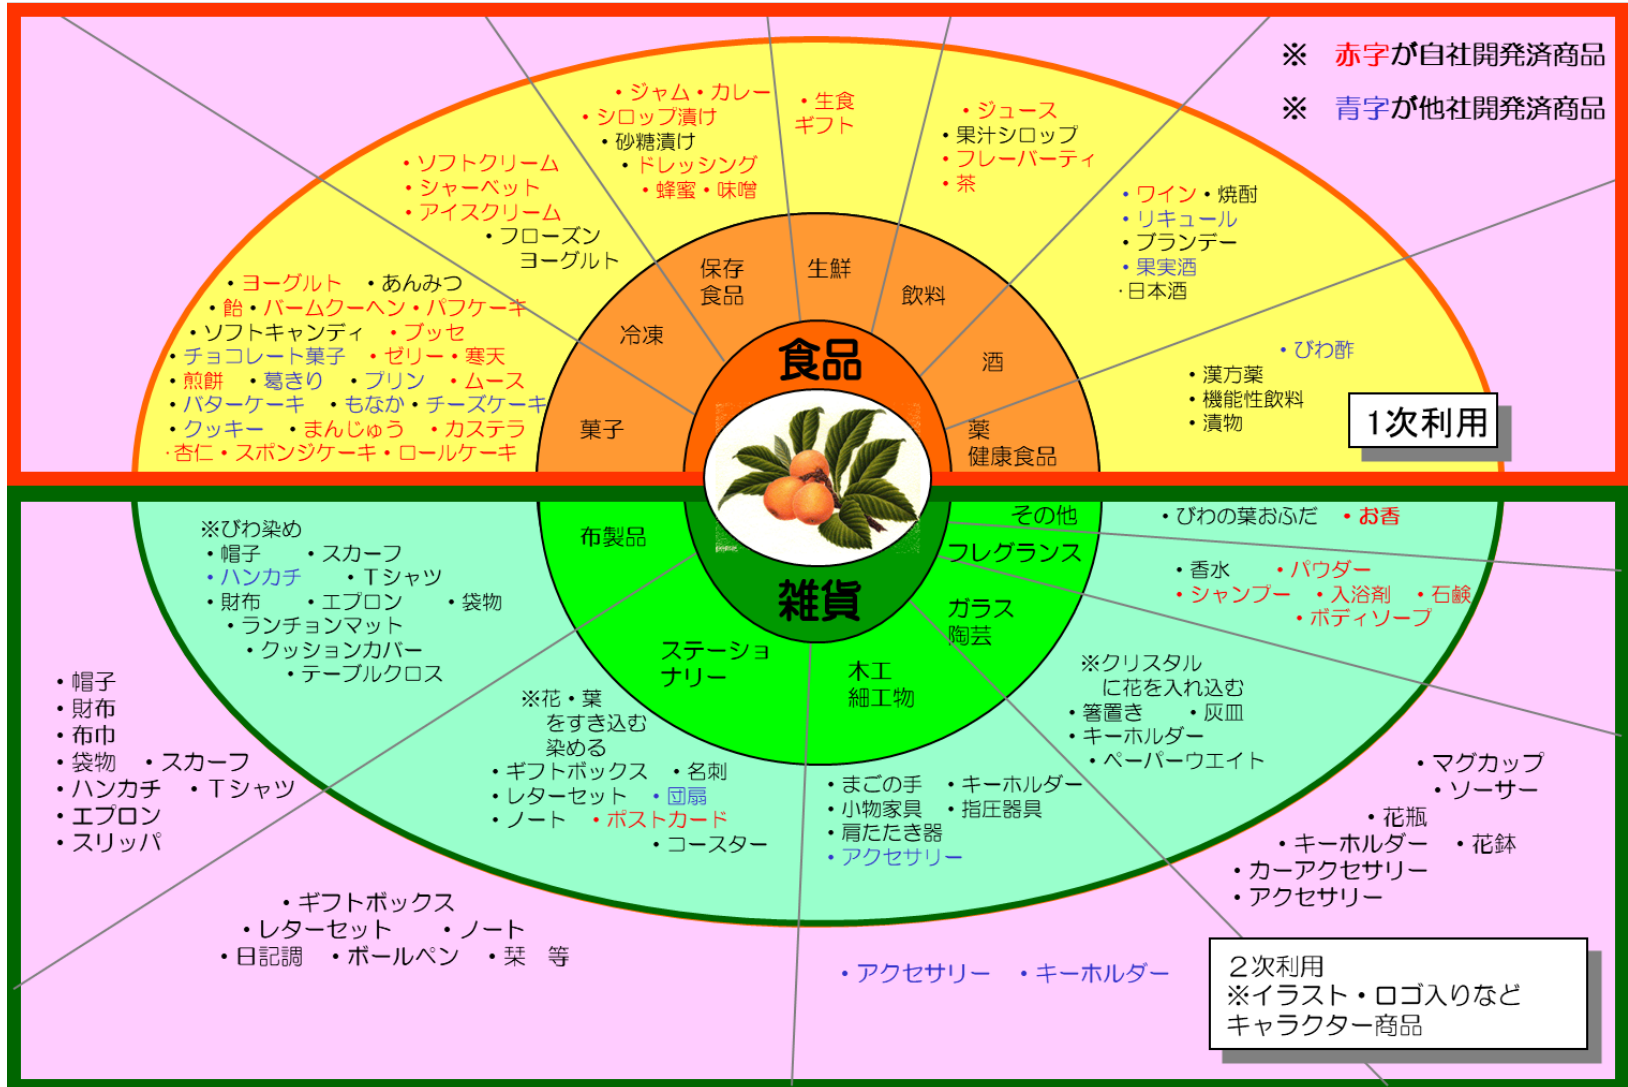 ※　赤字が自社開発済商品
※　青字が他社開発済商品
・ジャム・カレー
・シロップ漬け
・砂糖漬け
・ドレッシング
・蜂蜜・味噌
・生食
ギフト
・ジュース
・果汁シロップ
・フレーバーティ
・茶
・ソフトクリーム
・シャーベット
・アイスクリーム
・フローズン
ヨーグルト
・ワイン・焼酎
・リキュール
・ブランデー
・果実酒
・日本酒
・ヨーグルト　・あんみつ
・飴・バームクーヘン・パフケーキ
・ソフトキャンディ　・ブッセ
・チョコレート菓子　・ゼリー・寒天
・煎餅　・葛きり　・プリン　・ムース
・バターケーキ　・もなか・チーズケーキ
・クッキー　・まんじゅう　・カステラ
・杏仁・スポンジケーキ・ロールケーキ
・びわ酢
・漢方薬
・機能性飲料
・漬物
1次利用
保存
食品
生鮮
飲料
冷凍
酒
菓子
薬
健康食品
食品
雑貨
布製品
その他
フレグランス
ガラス
陶芸
ステーショ
ナリー
木工
細工物
※びわ染め
・帽子　・スカーフ
・ハンカチ　・Ｔシャツ
・財布　・エプロン　・袋物
・ランチョンマット
・クッションカバー
・テーブルクロス
・びわの葉おふだ　・お香
・香水　・パウダー
・シャンプー　・入浴剤　・石鹸
・ボディソープ
※クリスタル
に花を入れ込む
・箸置き　・灰皿
・キーホルダー
・ペーパーウエイト
※花・葉
をすき込む
染める
・ギフトボックス　・名刺
・レターセット　・団扇
・ノート　・ポストカード
・コースター
・まごの手　・キーホルダー
・小物家具　・指圧器具
・肩たたき器
・アクセサリー
・帽子
・財布
・布巾
・袋物　・スカーフ
・ハンカチ　・Ｔシャツ
・エプロン
・スリッパ
・ギフトボックス
・レターセット　・ノート
・日記調　・ボールペン　・栞　等
・アクセサリー　・キーホルダー
・マグカップ
・ソーサー
・花瓶
・キーホルダー　・花鉢
・カーアクセサリー
・アクセサリー
２次利用
※イラスト・ロゴ入りなど
キャラクター商品